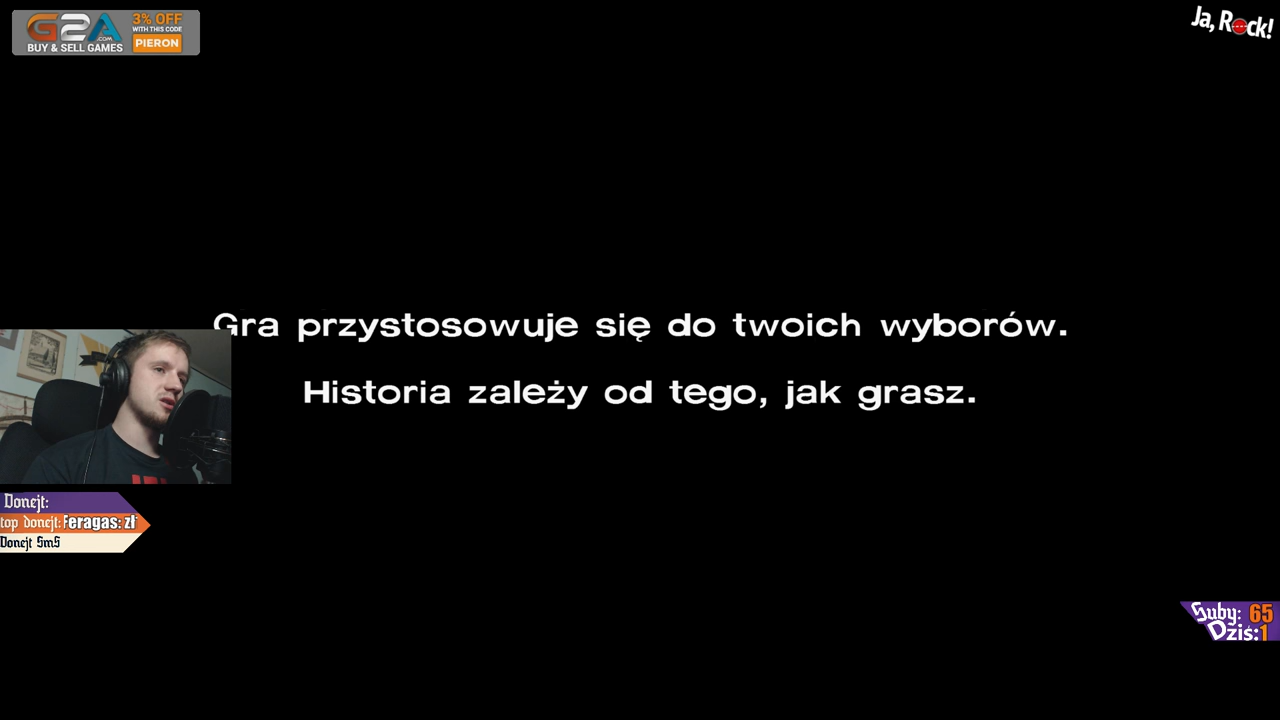 G2A .COM
BUY & SELL GAMES
3% OFF
WITH THIS CODE
PIERON
Ja, Rock!
Gra przystosowuje się do twoich wyborów.
Historia zależy od tego, jak grasz.
Donejt:
top donejt: Feragas: zł
Donejt SmS
Suby: 65
Dziś: 1